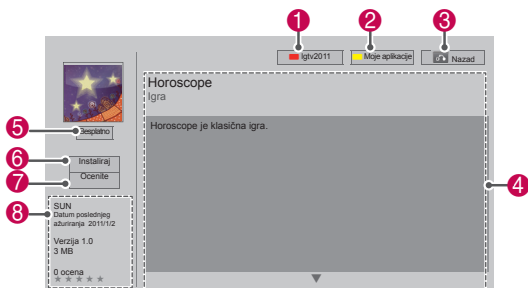 1 2 3
lgtv2011 Moje aplikacije Nazad
Horoscope
Igra
Horoscope je klasična igra.
5 Besplatno
6 Instaliraj
7 Ocenite
4
8 SUN
Datum poslednjeg
ažuriranja 2011/1/2
Verzija 1.0
3 MB
0 ocena